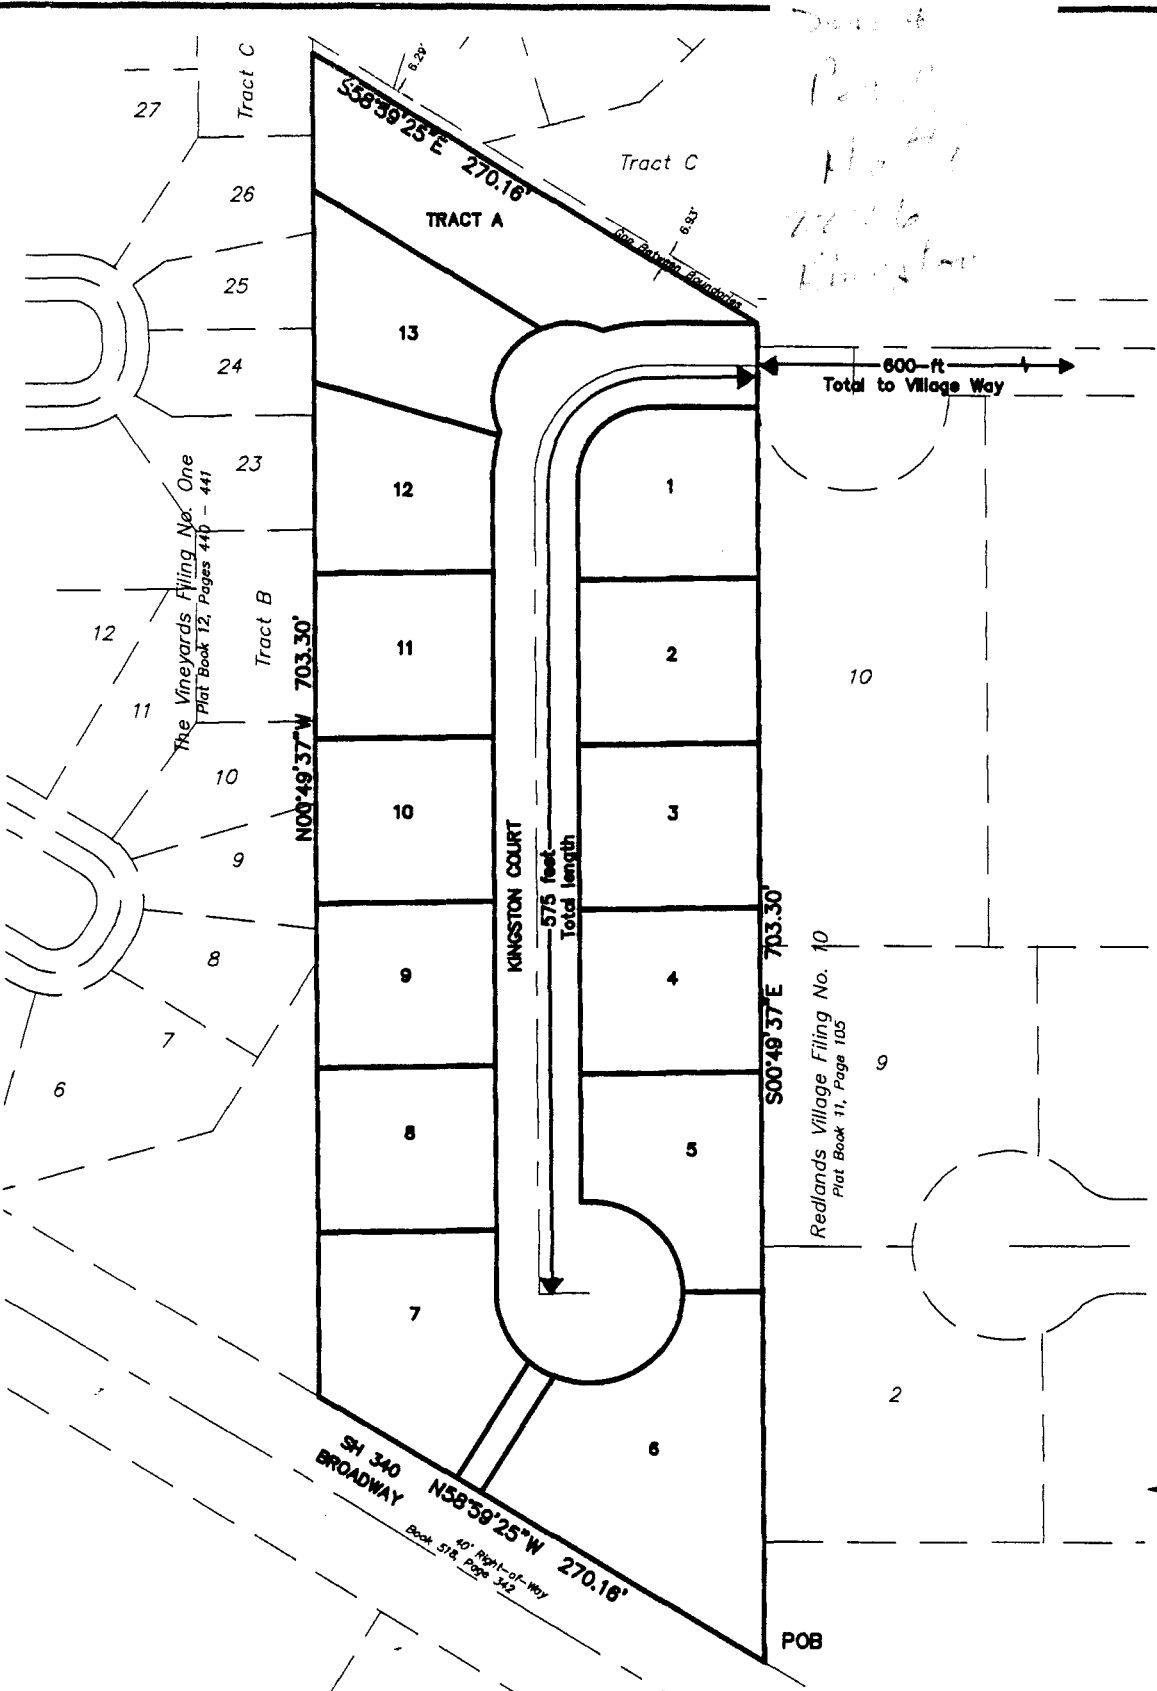 27
Tract C
6.29'
S58°59'25"E 270.16'
Tract C
26
TRACT A
6.93'
Gap Between Boundaries
25
13
24
600-ft
Total to Village Way
23
12
1
The Vineyards Filing No. One
Plat Book 12, Pages 440 - 441
Tract B
12
11
N00°49'37"W 703.30'
11
2
10
10
10
3
9
KINGSTON COURT
575 feet
Total length
8
9
4
S00°49'37"E 703.30'
Redlands Village Filing No. 10
Plat Book 11, Page 105
9
7
6
8
5
7
2
6
SH 340
BROADWAY
N58°59'25"W 270.16'
40' Right-of-Way
Book 518, Page 342
POB